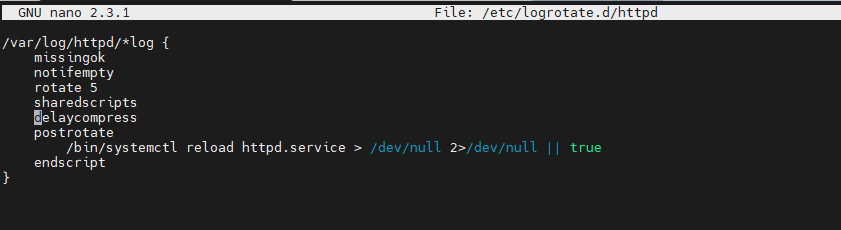 GNU nano 2.3.1 File: /etc/logrotate.d/httpd
/var/log/httpd/*log {
    missingok
    notifempty
    rotate 5
    sharedscripts
    delaycompress
    postrotate
        /bin/systemctl reload httpd.service > /dev/null 2>/dev/null || true
    endscript
}